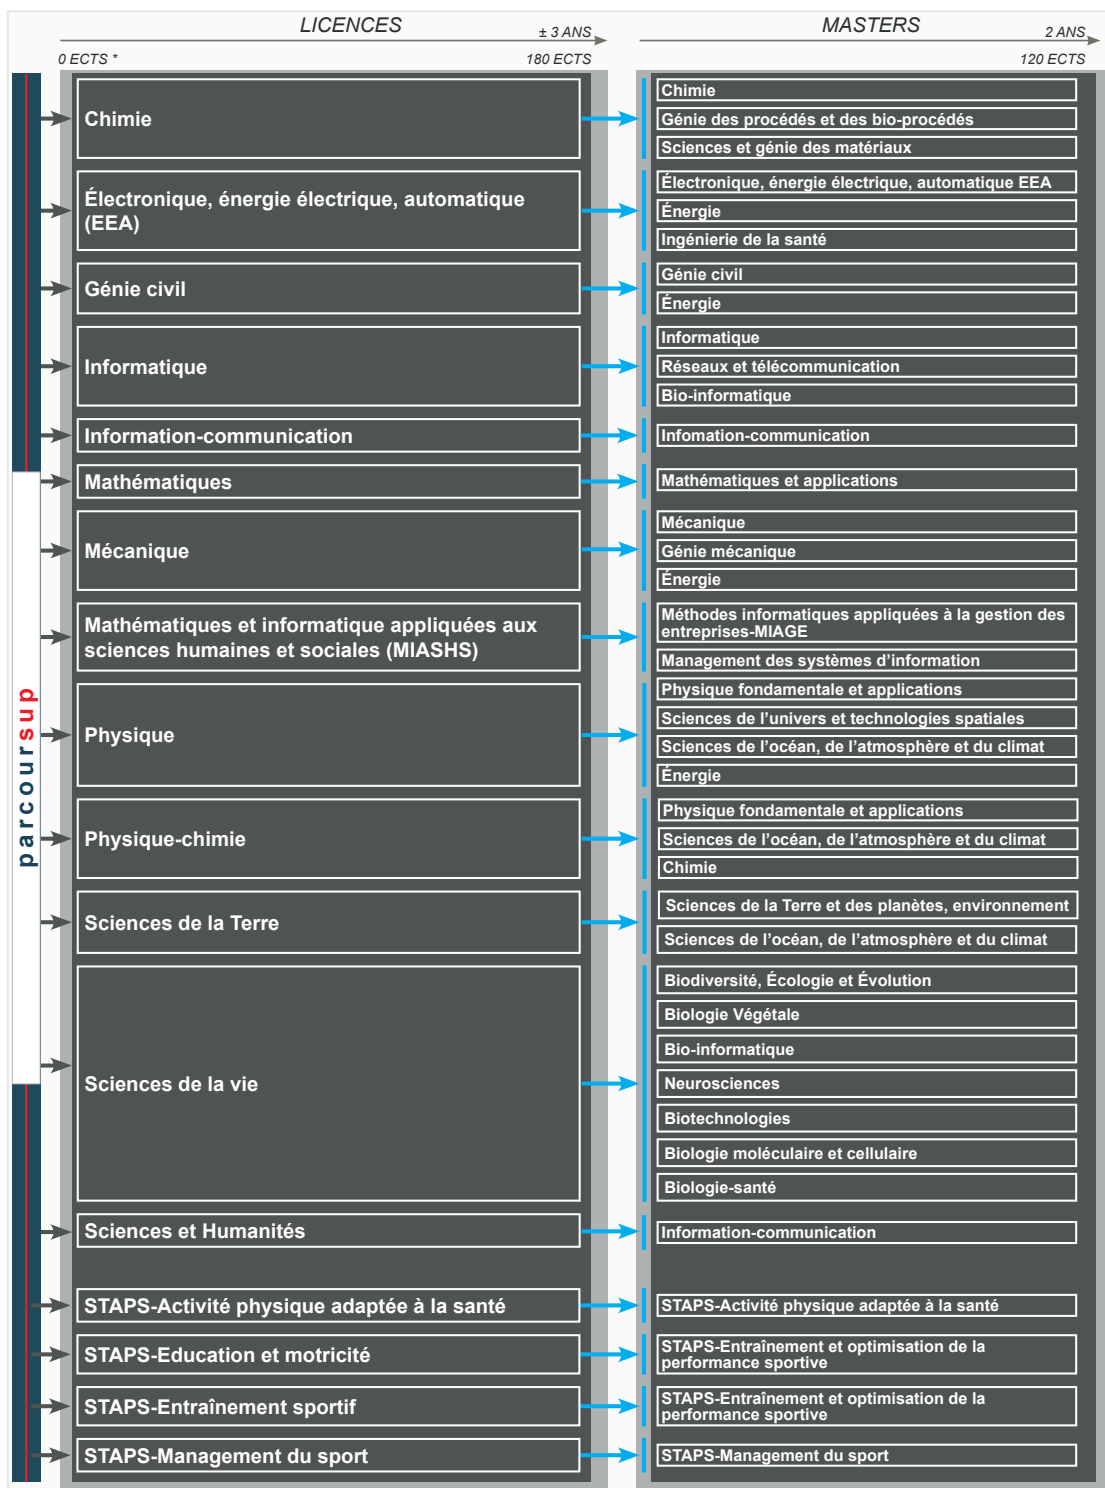 LICENCES
± 3 ANS
MASTERS
2 ANS
0 ECTS *
180 ECTS
120 ECTS
parcoursup
Chimie
Chimie
Génie des procédés et des bio-procédés
Sciences et génie des matériaux
Électronique, énergie électrique, automatique
(EEA)
Électronique, énergie électrique, automatique EEA
Énergie
Ingénierie de la santé
Génie civil
Génie civil
Énergie
Informatique
Informatique
Réseaux et télécommunication
Bio-informatique
Information-communication
Infomation-communication
Mathématiques
Mathématiques et applications
Mécanique
Mécanique
Génie mécanique
Énergie
Mathématiques et informatique appliquées aux
sciences humaines et sociales (MIASHS)
Méthodes informatiques appliquées à la gestion des
entreprises-MIAGE
Management des systèmes d'information
Physique
Physique fondamentale et applications
Sciences de l'univers et technologies spatiales
Sciences de l'océan, de l'atmosphère et du climat
Énergie
Physique-chimie
Physique fondamentale et applications
Sciences de l'océan, de l'atmosphère et du climat
Chimie
Sciences de la Terre
Sciences de la Terre et des planètes, environnement
Sciences de l'océan, de l'atmosphère et du climat
Sciences de la vie
Biodiversité, Écologie et Évolution
Biologie Végétale
Bio-informatique
Neurosciences
Biotechnologies
Biologie moléculaire et cellulaire
Biologie-santé
Sciences et Humanités
Information-communication
STAPS-Activité physique adaptée à la santé
STAPS-Activité physique adaptée à la santé
STAPS-Education et motricité
STAPS-Entraînement et optimisation de la
performance sportive
STAPS-Entraînement sportif
STAPS-Entraînement et optimisation de la
performance sportive
STAPS-Management du sport
STAPS-Management du sport